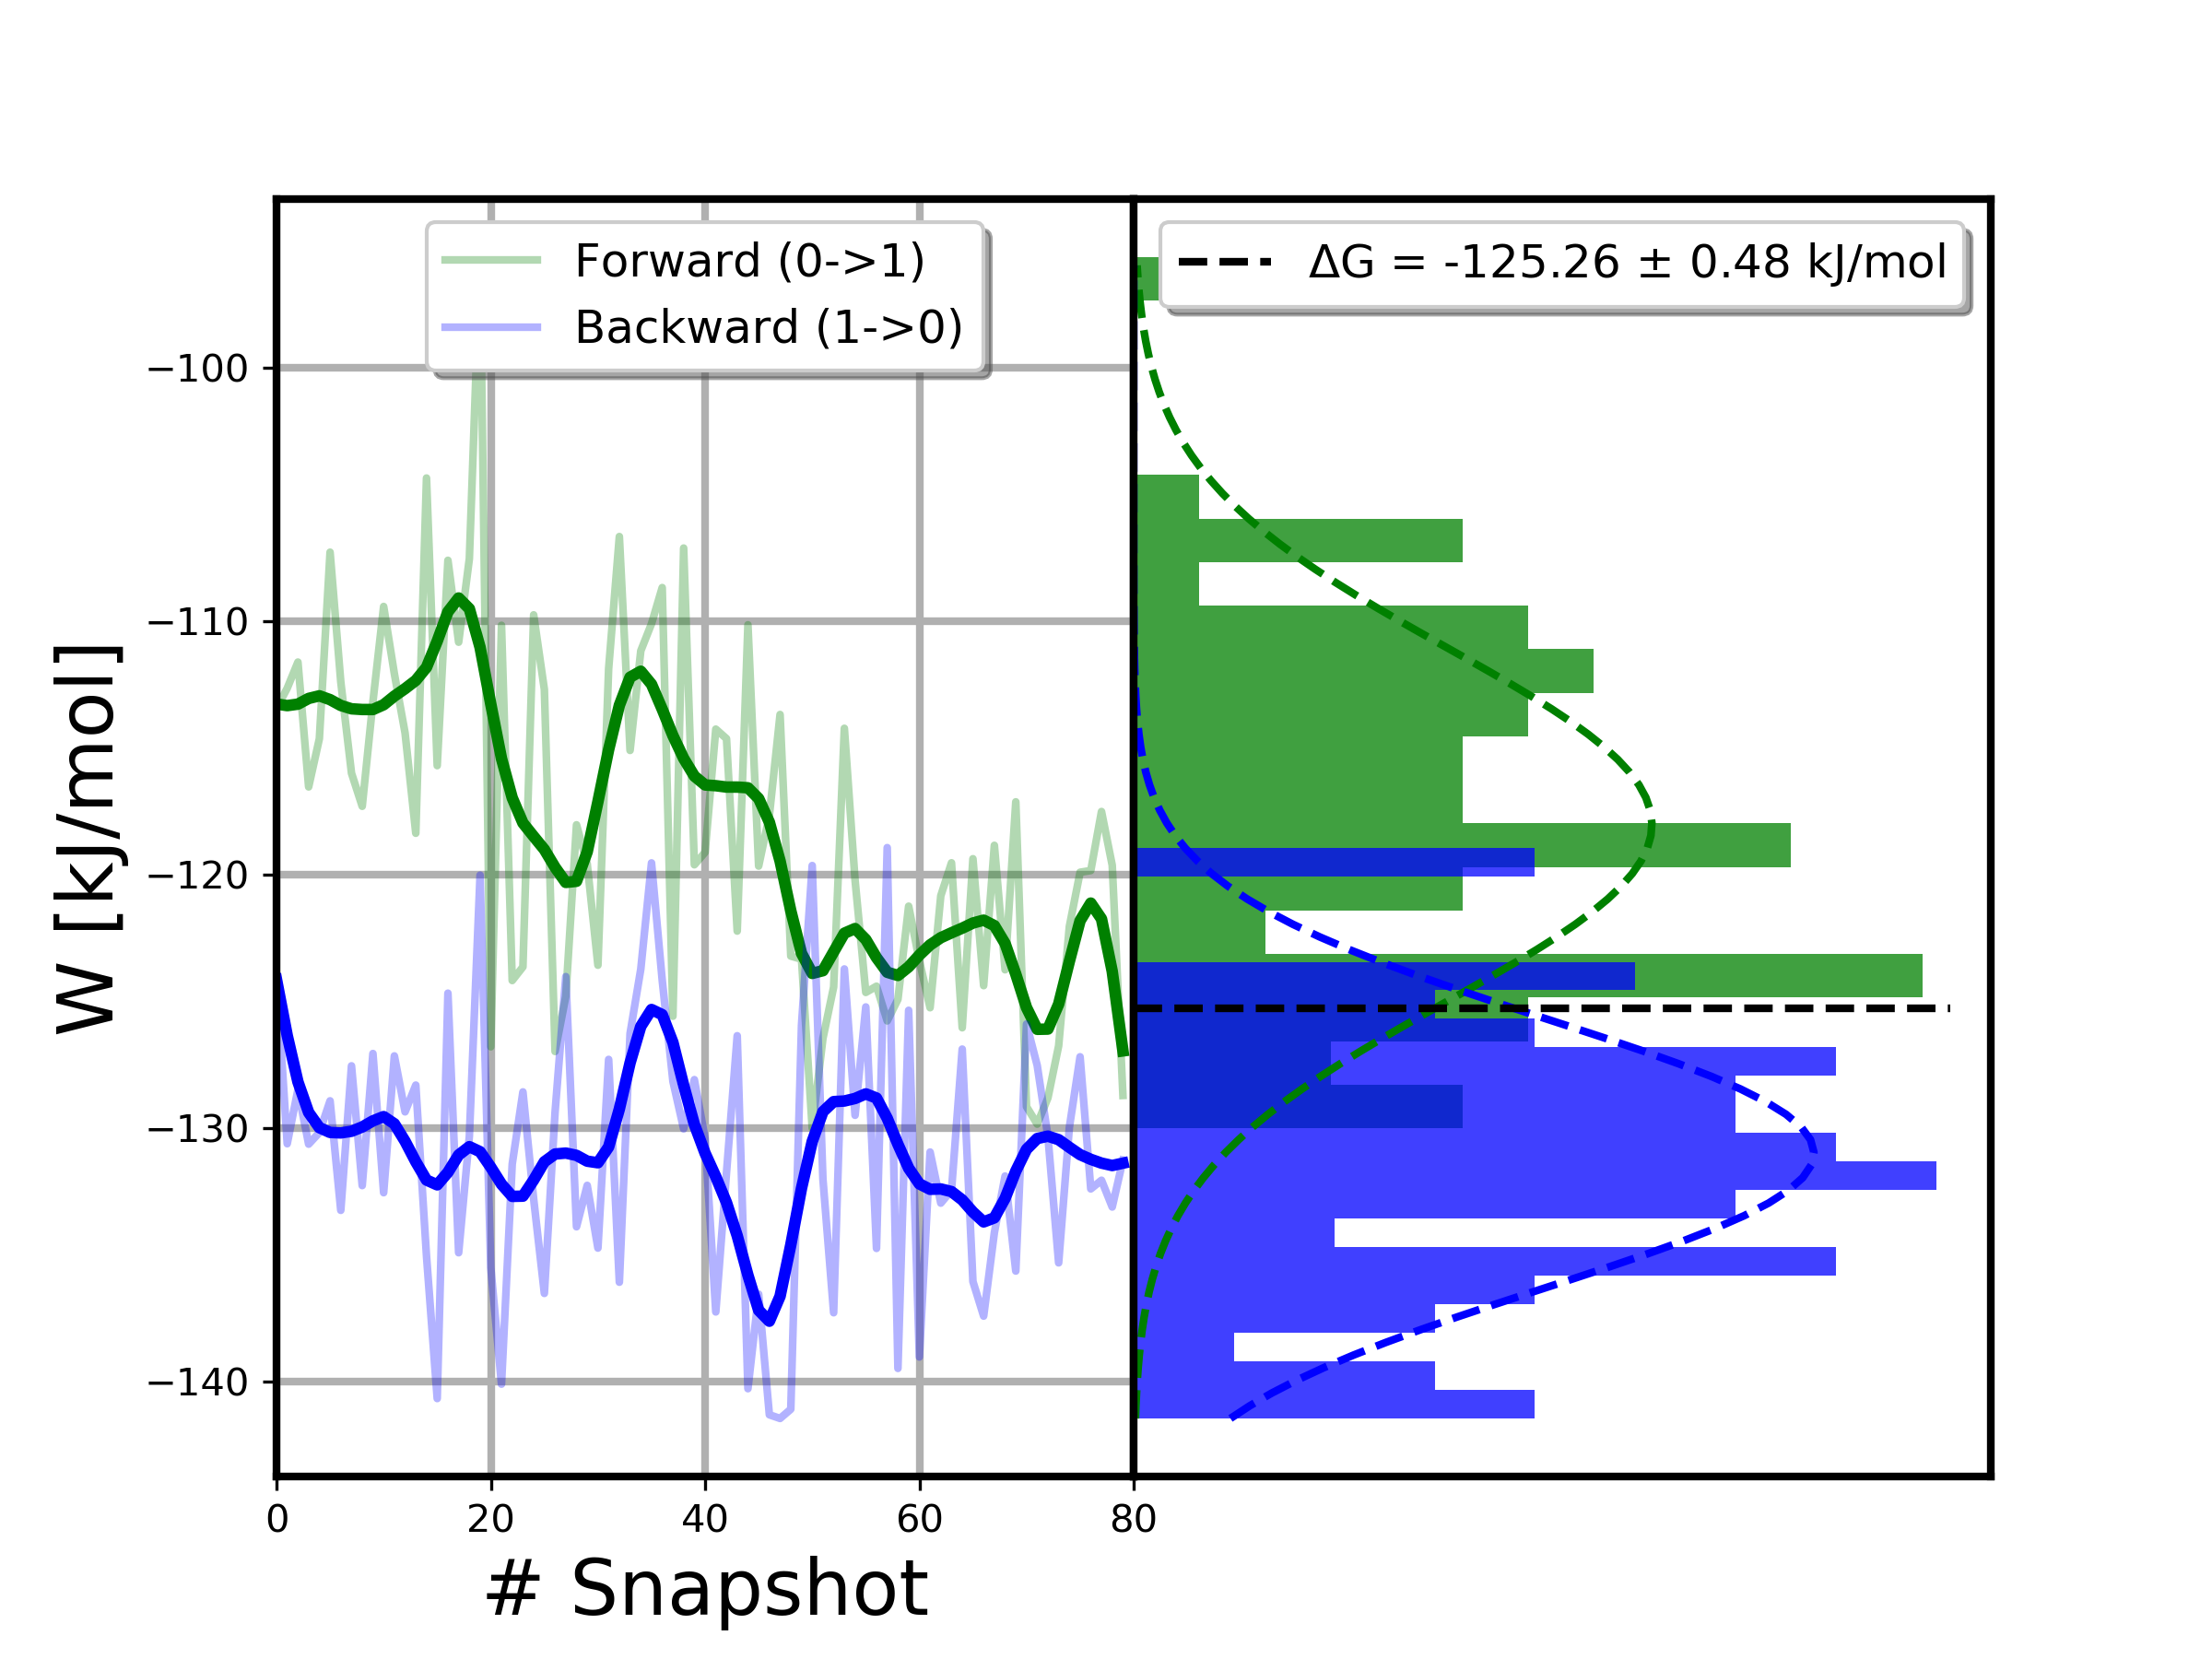 Forward (0->1)
Backward (1->0)
ΔG = -125.26 ± 0.48 kJ/mol
−100
−110
−120
−130
−140
W [kJ/mol]
0 20 40 60 80
# Snapshot